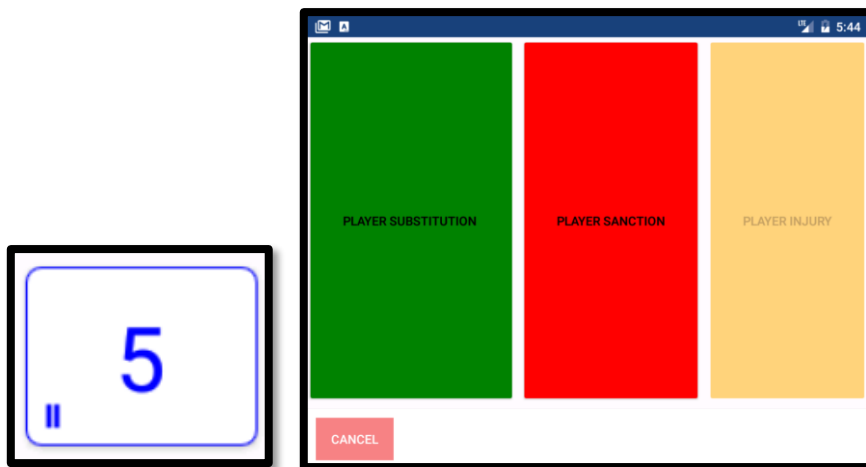 5:44
PLAYER SUBSTITUTION
PLAYER SANCTION
PLAYER INJURY
5
II
CANCEL